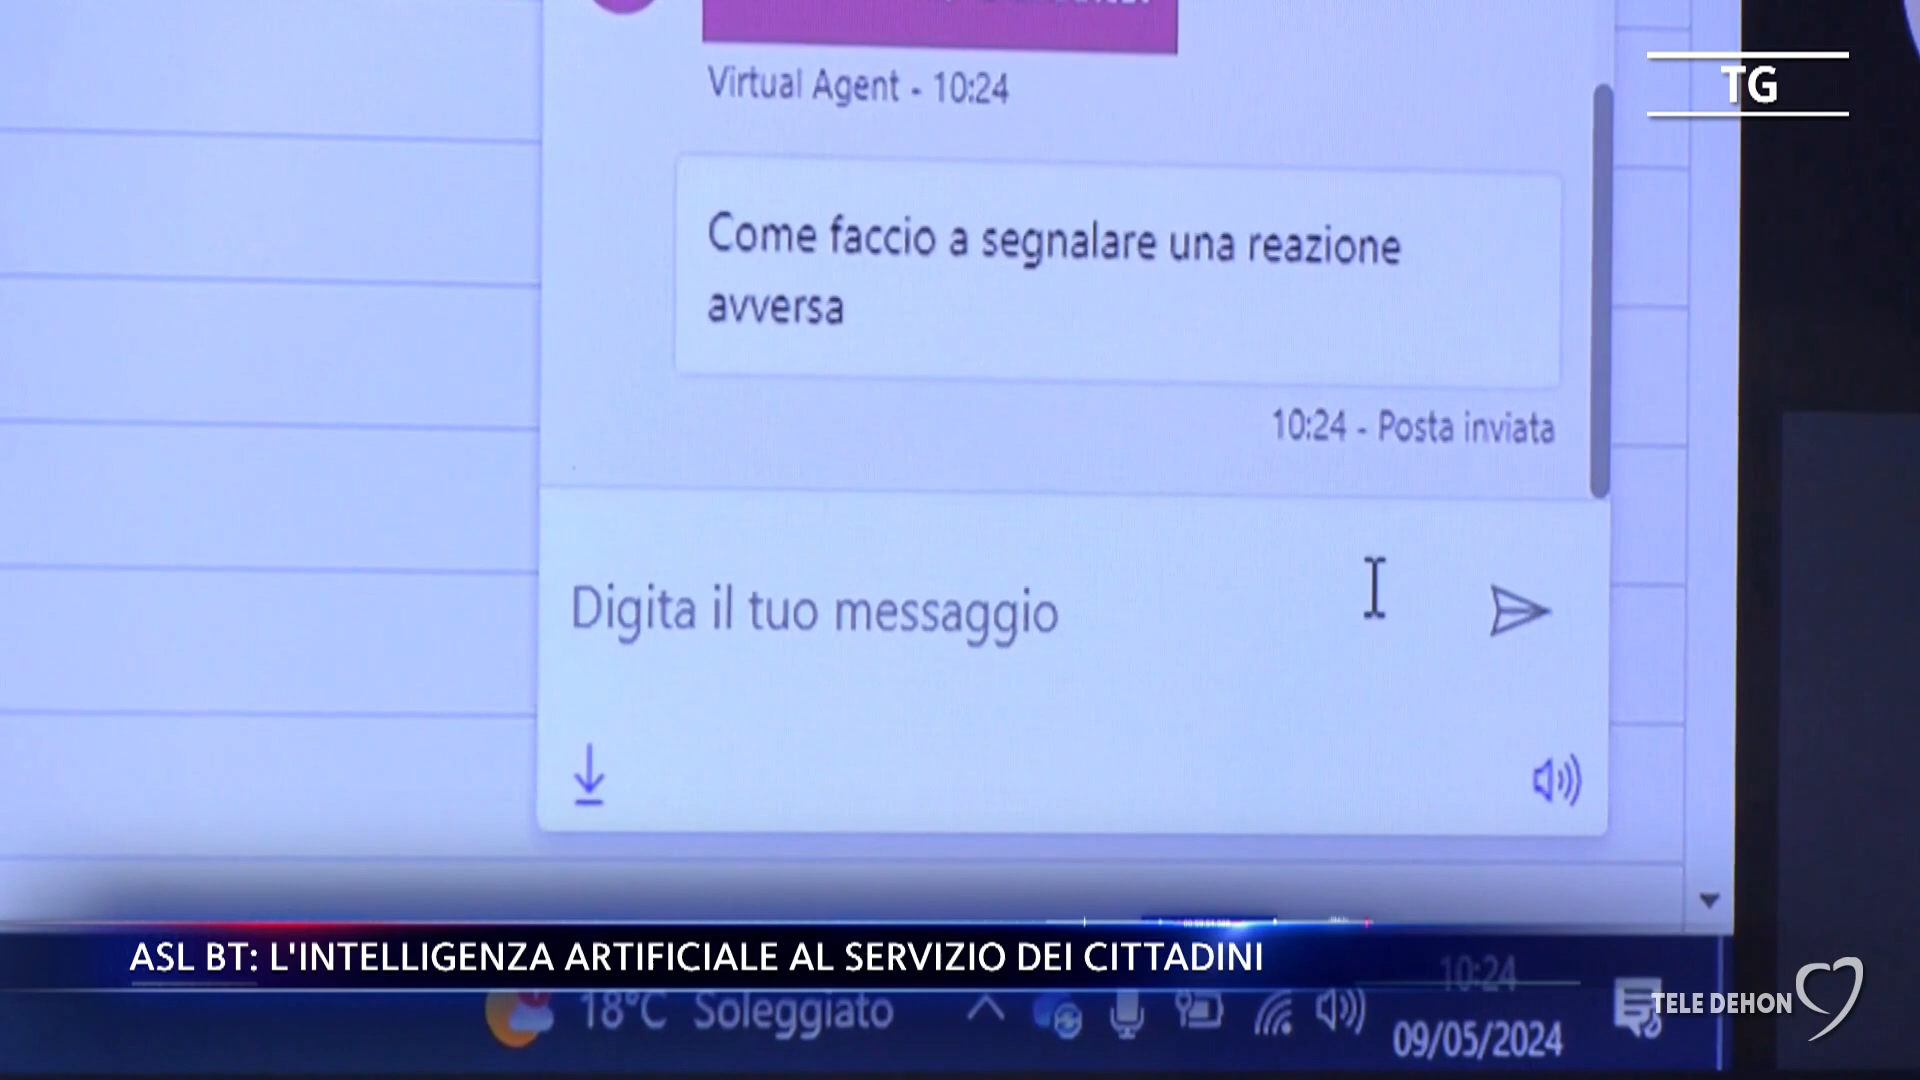 Virtual Agent - 10:24
TG
Come faccio a segnalare una reazione
avversa
10:24 - Posta inviata
Digita il tuo messaggio
ASL BT: L'INTELLIGENZA ARTIFICIALE AL SERVIZIO DEI CITTADINI
10:24
18°C Soleggiato
09/05/2024
TELE DEHON